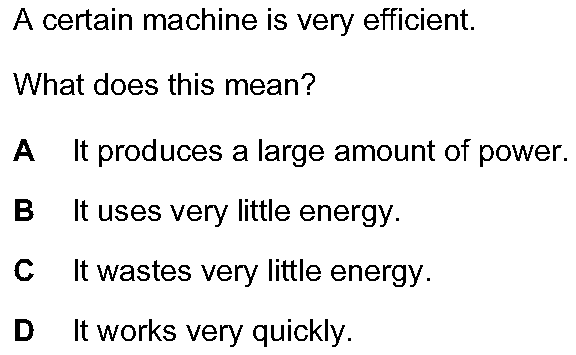 A certain machine is very efficient.
What does this mean?
A It produces a large amount of power.
B It uses very little energy.
C It wastes very little energy.
D It works very quickly.